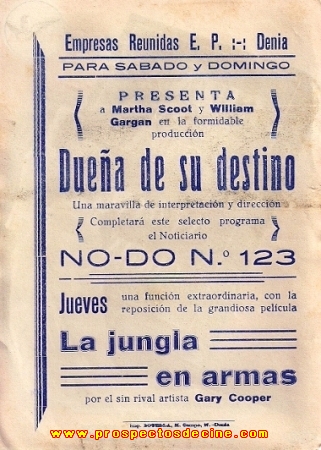 Empresas Reunidas E. P. :-: Denia
PARA SABADO y DOMINGO
PRESENTA
a Martha Scoot y William
Gargan en la formidable
producción
Dueña de su destino
Una maravilla de interpretación y dirección
Completará este selecto programa
el Noticiario
NO-DO N.º 123
Jueves
una función extraordinaria, con la
reposición de la grandiosa película
La jungla
en armas
por el sin rival artista Gary Cooper
Imp.
www.prospectosdecine.com